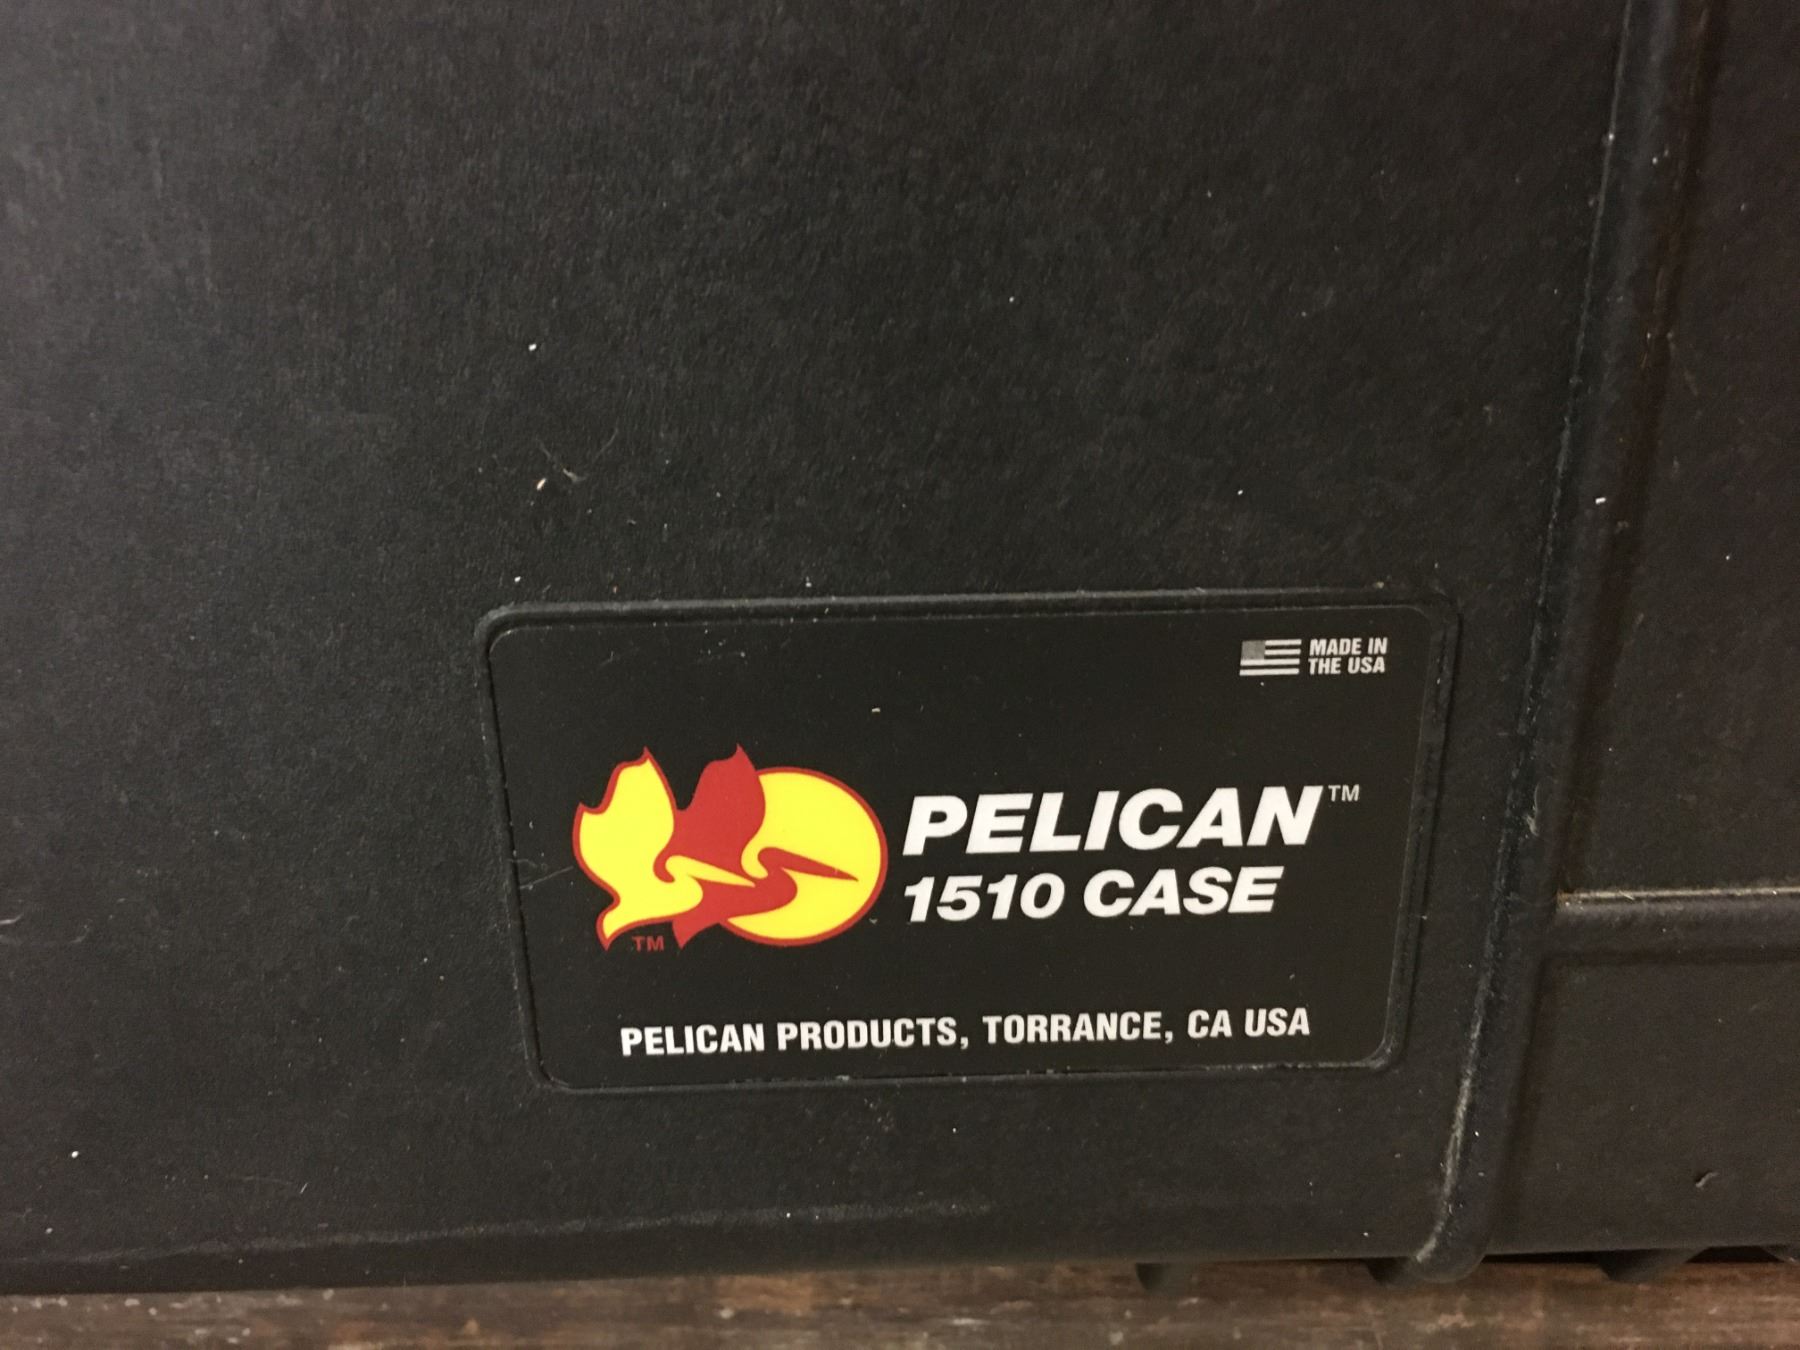 MADE IN
THE USA
PELICAN™
1510 CASE
TM
PELICAN PRODUCTS, TORRANCE, CA USA